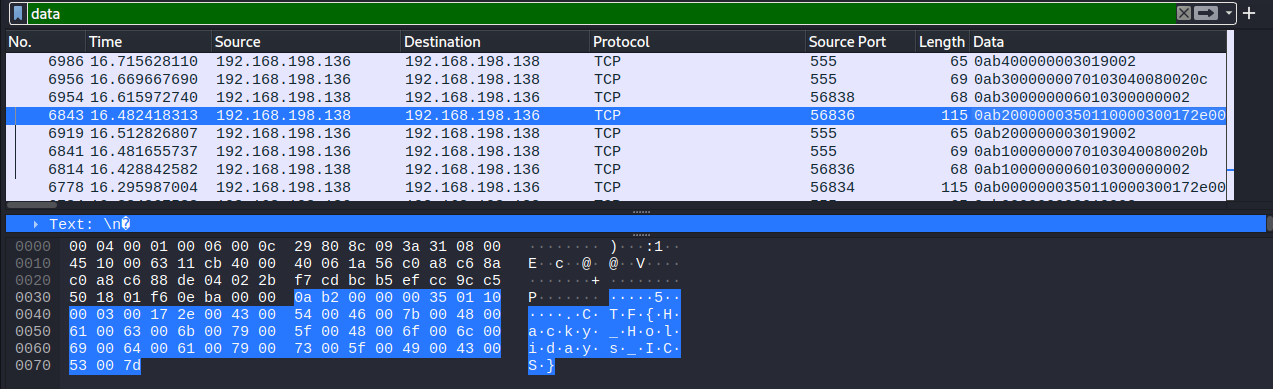 data
No. Time Source Destination Protocol Source Port Length Data
6986 16.715628110 192.168.198.136 192.168.198.138 TCP 555 65 0ab400000003019002
6956 16.669667690 192.168.198.136 192.168.198.138 TCP 555 69 0ab3000000070103040080020c
6954 16.615972740 192.168.198.138 192.168.198.136 TCP 56838 68 0ab300000006010300000002
6843 16.482418313 192.168.198.138 192.168.198.136 TCP 56836 115 0ab2000000350110000300172e00
6919 16.512826807 192.168.198.136 192.168.198.138 TCP 555 65 0ab200000003019002
6841 16.481655737 192.168.198.136 192.168.198.138 TCP 555 69 0ab1000000070103040080020b
6814 16.428842582 192.168.198.138 192.168.198.136 TCP 56836 68 0ab100000006010300000002
6778 16.295987004 192.168.198.138 192.168.198.136 TCP 56834 115 0ab0000000350110000300172e00
Text: \n�
0000 00 04 00 01 00 06 00 0c 29 80 8c 09 3a 31 08 00 ········ )···:1··
0010 45 10 00 63 11 cb 40 00 40 06 1a 56 c0 a8 c6 8a E··c··@· @··V····
0020 c0 a8 c6 88 de 04 02 2b f7 cd bc b5 ef cc 9c c5 ·······+ ········
0030 50 18 01 f6 0e ba 00 00 0a b2 00 00 00 35 01 10 P······· ·····5··
0040 00 03 00 17 2e 00 43 00 54 00 46 00 7b 00 48 00 ····.·C· T·F·{·H·
0050 61 00 63 00 6b 00 79 00 5f 00 48 00 6f 00 6c 00 a·c·k·y· _·H·o·l·
0060 69 00 64 00 61 00 79 00 73 00 5f 00 49 00 43 00 i·d·a·y· s·_·I·C·
0070 53 00 7d S·}